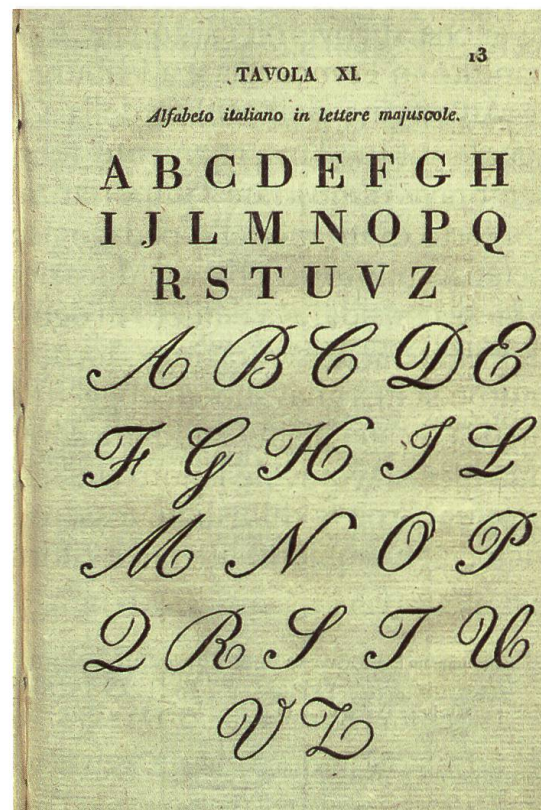 13
TAVOLA XI.
Alfabeto italiano in lettere majuscole.
A B C D E F G H
I J L M N O P Q
R S T U V Z
A B C D E
F G H I L
M N O P
Q R S T U
V Z